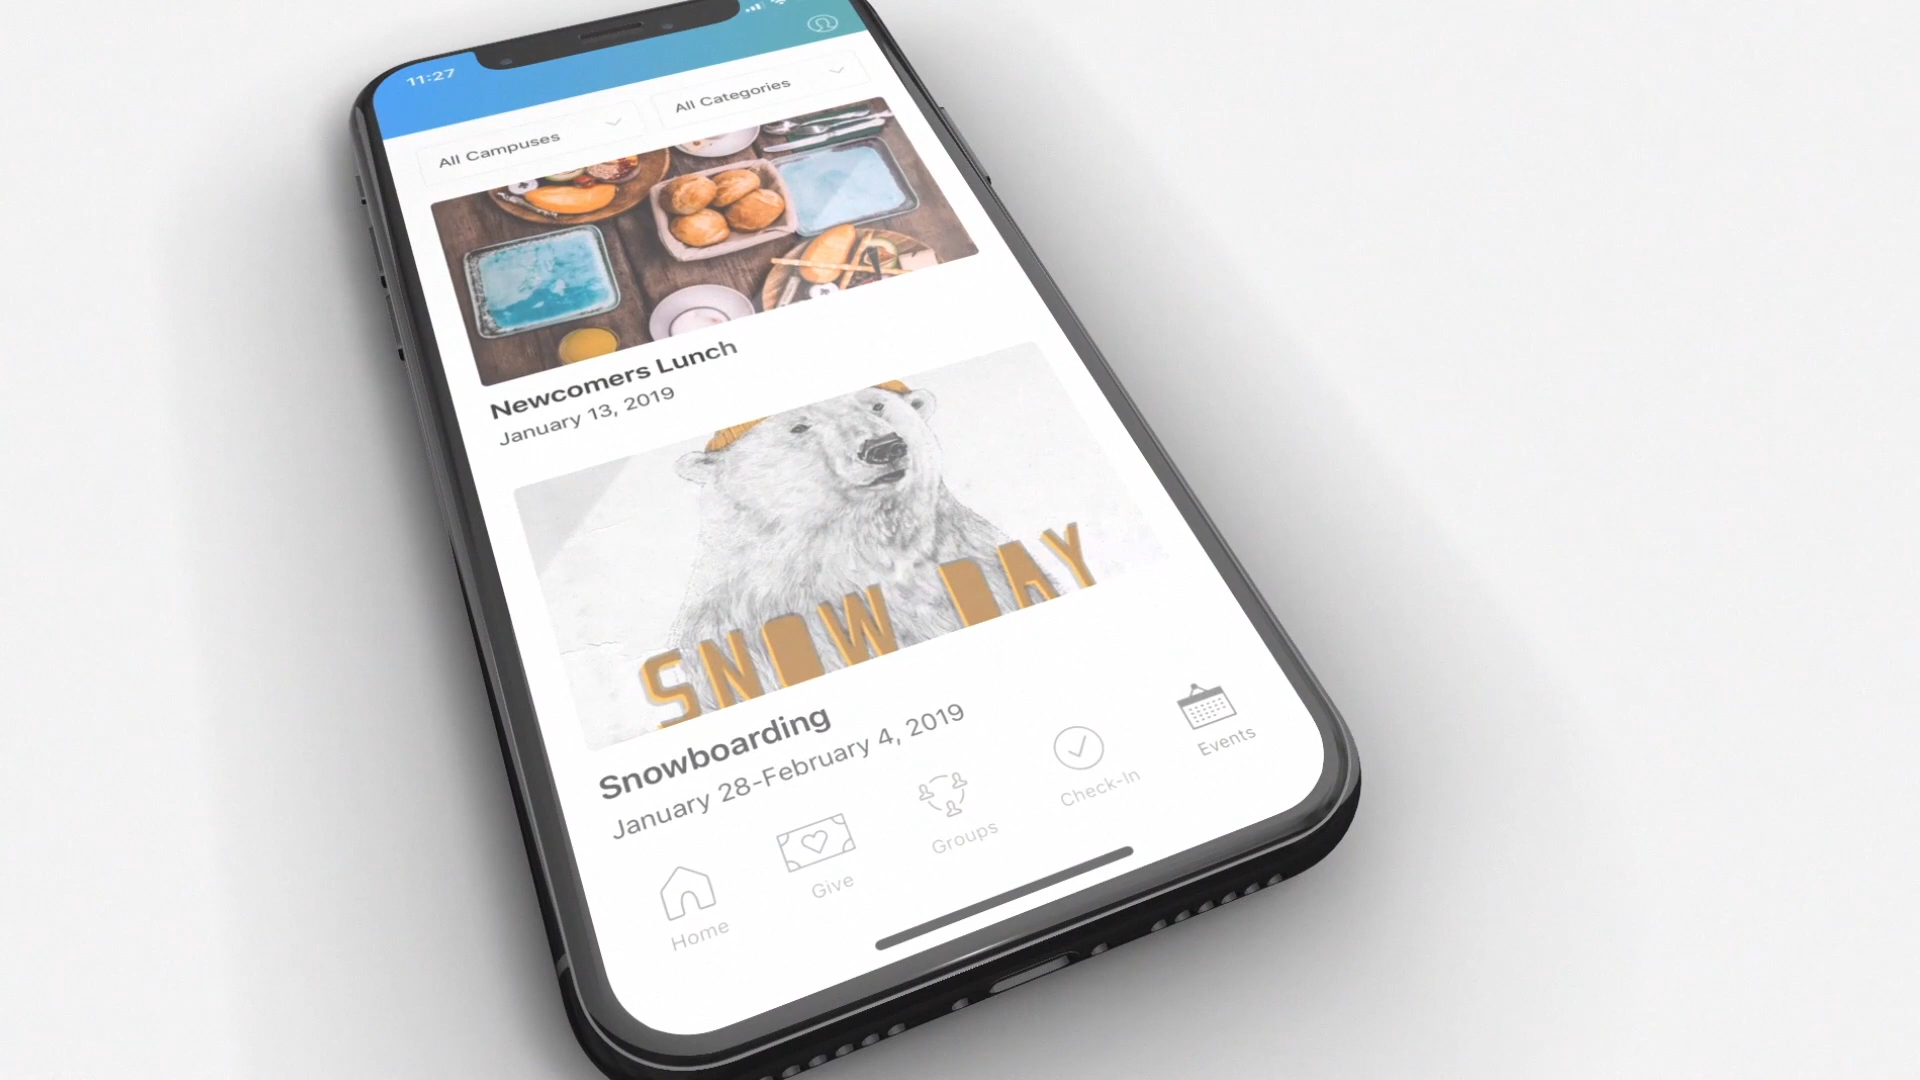 11:27
All Campuses
All Categories
Newcomers Lunch
January 13, 2019
SNOW DAY
Snowboarding
January 28-February 4, 2019
Home
Give
Groups
Check-In
Events